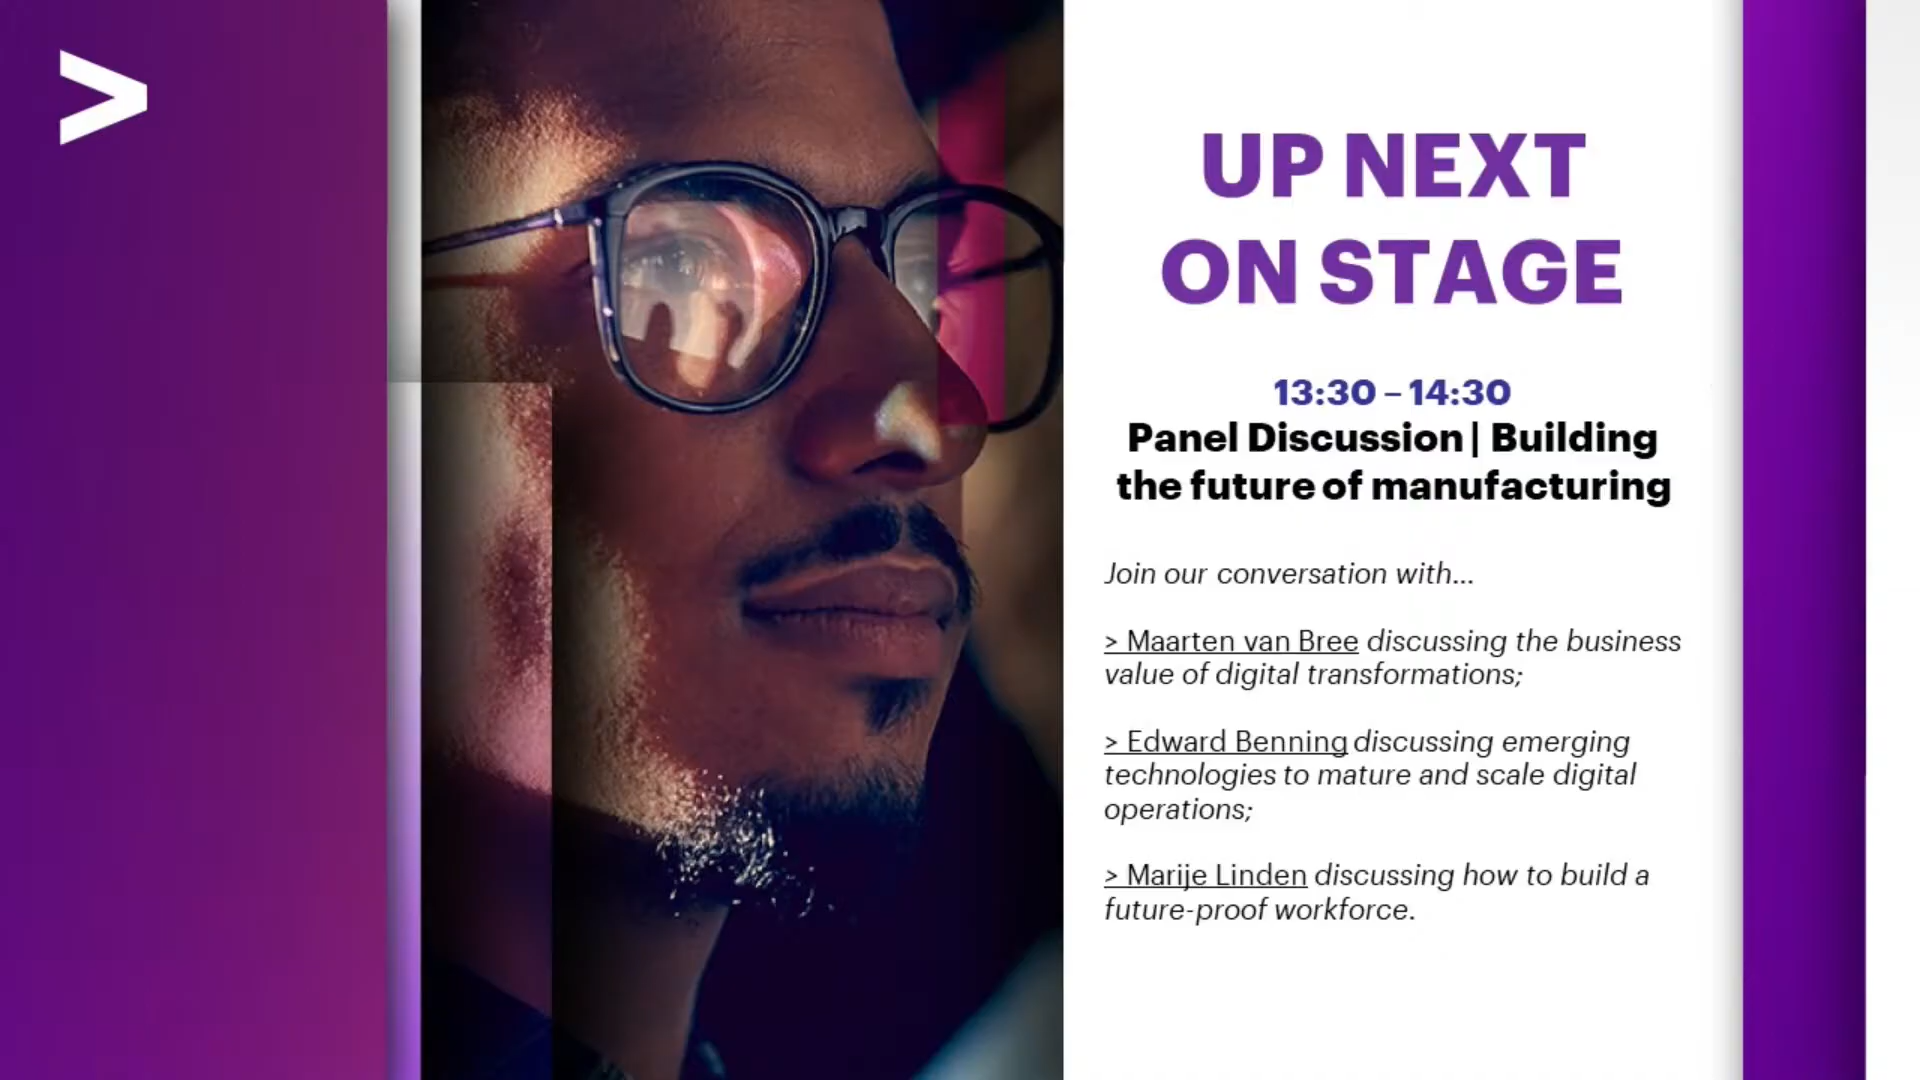 >
UP NEXT
ON STAGE
13:30 – 14:30
Panel Discussion | Building
the future of manufacturing
Join our conversation with...
> Maarten van Bree discussing the business
value of digital transformations;
> Edward Benning discussing emerging
technologies to mature and scale digital
operations;
> Marije Linden discussing how to build a
future-proof workforce.